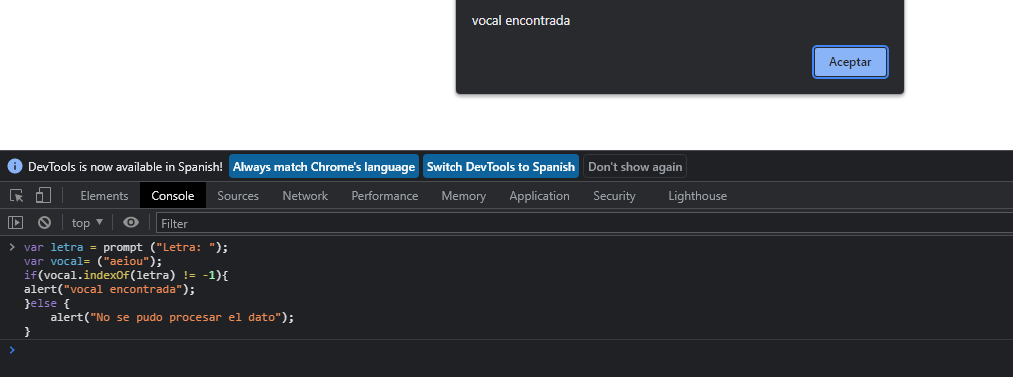 vocal encontrada
Aceptar
DevTools is now available in Spanish! Always match Chrome's language Switch DevTools to Spanish Don't show again
Elements Console Sources Network Performance Memory Application Security Lighthouse
top Filter
var letra = prompt ("Letra: ");
var vocal= ("aeiou");
if(vocal.indexOf(letra) != -1){
alert("vocal encontrada");
}else {
    alert("No se pudo procesar el dato");
}